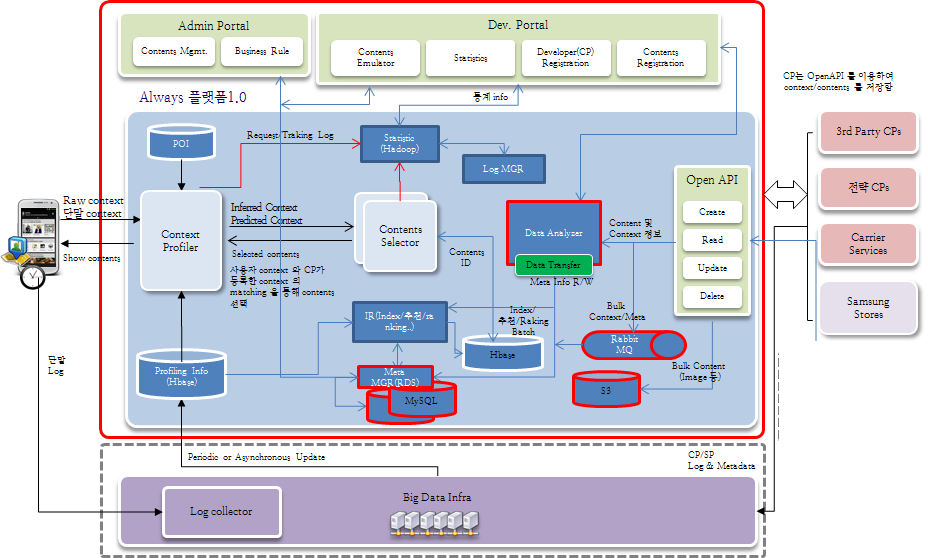 Admin Portal
Contents Mgmt.
Business Rule
Dev. Portal
Contents
Emulator
Statistics
Developer(CP)
Registration
Contents
Registration
Always 플랫폼1.0
통계 info
CP는 OpenAPI 를 이용하여
context/contents 를 저장함
POI
Request/Traking Log
Statistic
(Hadoop)
Log MGR
3rd Party CPs
전략 CPs
Carrier
Services
Samsung
Stores
Open API
Create
Read
Update
Delete
Raw context
단말 context
Show contents
Context
Profiler
Inferred Context
Predicted Context
Selected contents
사용자 context 와 CP가
등록한 context 의
matching 을 통해 contents
선택
Contents
Selector
Contents
ID
Data Analyzer
Data Transfer
Content 및
Context 정보
Meta Info R/W
IR(Index/추천/ra
nking..)
Index/
추천/Raking
Batch
Bulk
Context/Meta
Rabbit
MQ
Hbase
Bulk Content
(Image 등)
단말
Log
Profiling Info
(Hbase)
Meta
MGR(RDS)
MySQL
S3
Periodic or Asynchronous Update
CP/SP
Log & Metadata
Log collector
Big Data Infra